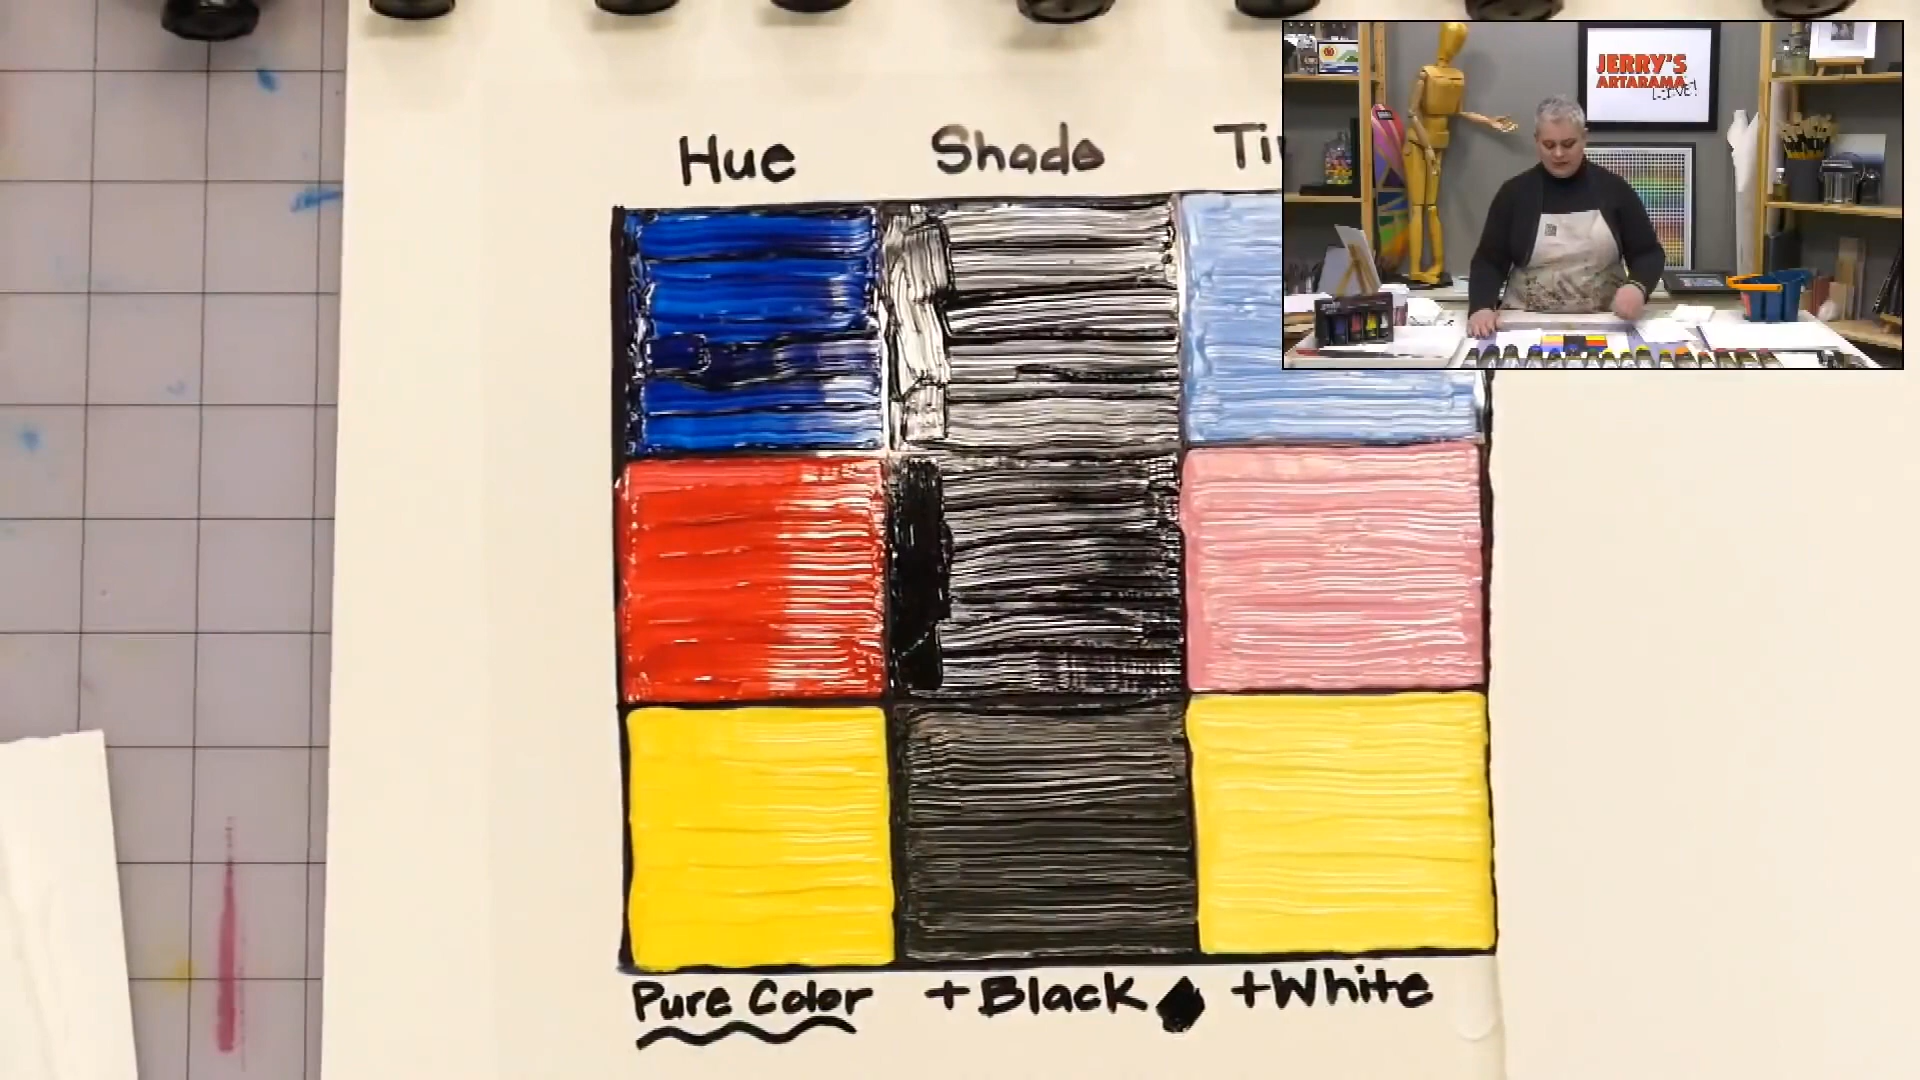 Hue Shade
JERRY'S
ARTARAMA
LIVE!
Pure Color +Black +White